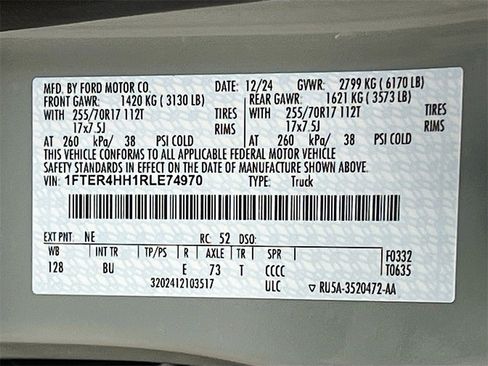 MFD. BY FORD MOTOR CO. DATE: 12/24 GVWR: 2799 KG (6170 LB)
FRONT GAWR: 1420 KG (3130 LB) REAR GAWR: 1621 KG (3573 LB)
WITH 255/70R17 112T TIRES WITH 255/70R17 112T TIRES
17x7.5J RIMS 17x7.5J RIMS
AT 260 kPa/ 38 PSI COLD AT 260 kPa/ 38 PSI COLD
THIS VEHICLE CONFORMS TO ALL APPLICABLE FEDERAL MOTOR VEHICLE
SAFETY STANDARDS IN EFFECT ON THE DATE OF MANUFACTURE SHOWN ABOVE.
VIN: 1FTER4HH1RLE74970 TYPE: Truck
EXT PNT: NE RC: 52 DSO:
WB INT TR TP/PS R AXLE TR SPR F0332
128 BU E 73 T CCCC T0635
3202412103517 ULC RU5A-3520472-AA